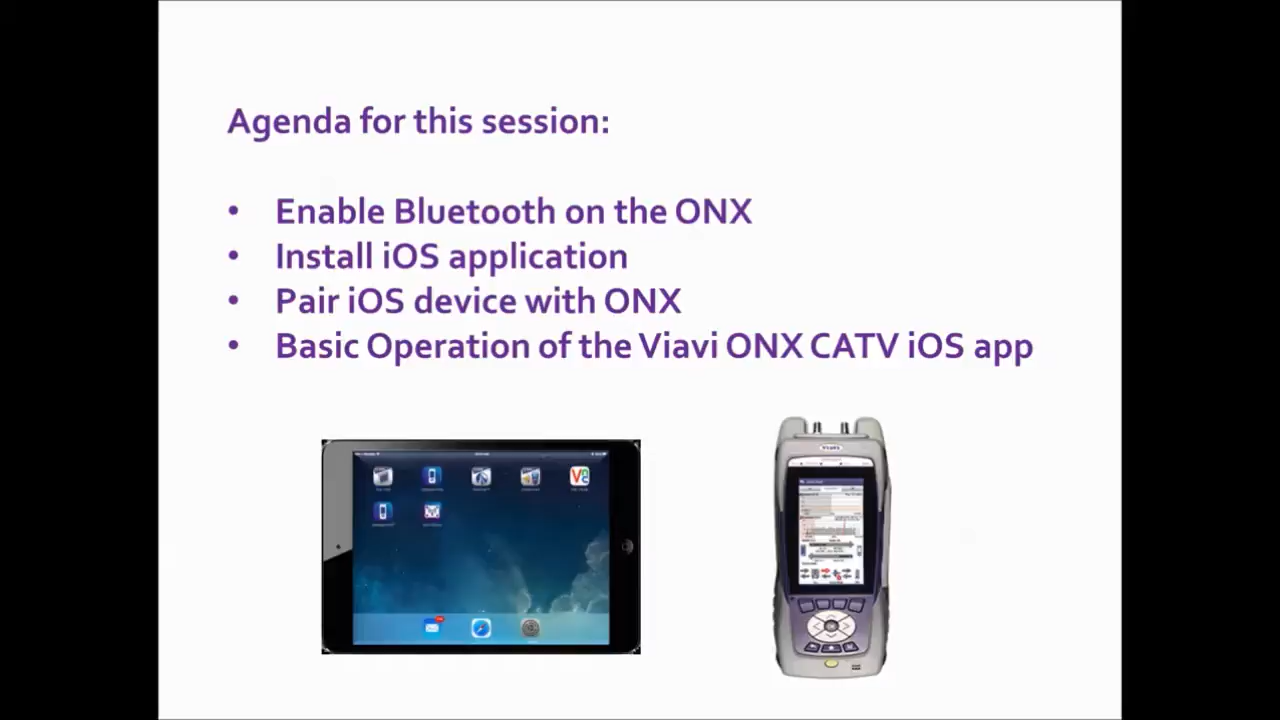 Agenda for this session:
• Enable Bluetooth on the ONX
• Install iOS application
• Pair iOS device with ONX
• Basic Operation of the Viavi ONX CATV iOS app